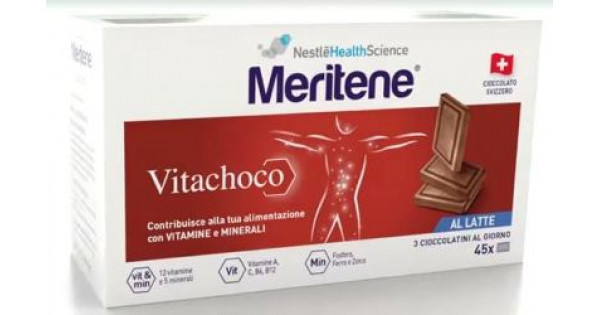 NestléHealthScience
Meritene®
CIOCCOLATO
SVIZZERO
Vitachoco
Contribuisce alla tua alimentazione
con VITAMINE e MINERALI
AL LATTE
3 CIOCCOLATINI AL GIORNO
45x
vit &
min
12 vitamine
e 5 minerali
Vit
Vitamine A,
C, B6, B12
Min
Fosforo,
Ferro e Zinco